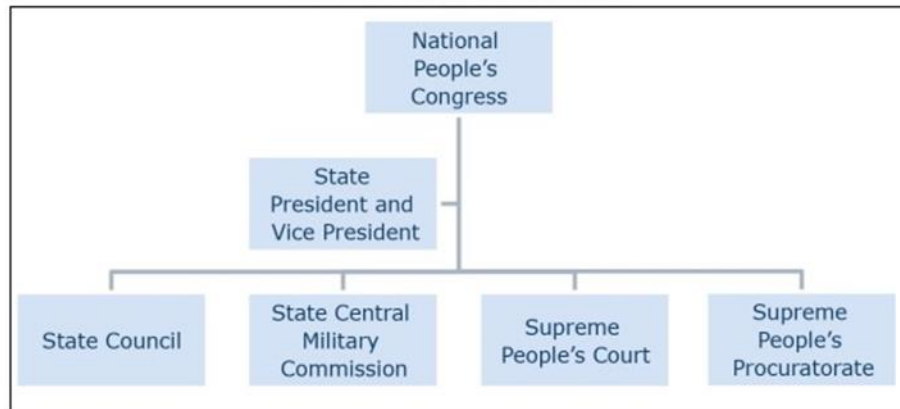 National
People's
Congress
State
President and
Vice President
State Council
State Central
Military
Commission
Supreme
People's Court
Supreme
People's
Procuratorate